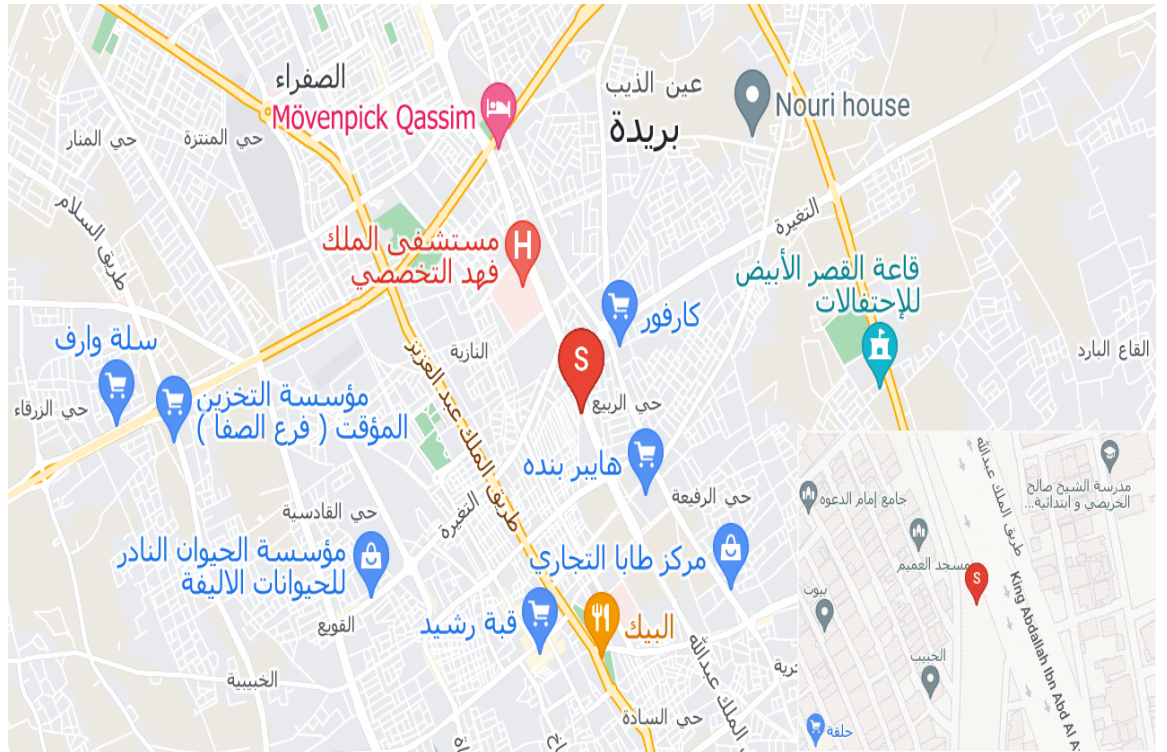 الصفراء
Mövenpick Qassim
عين الذيب
بريدة
Nouri house
حي المنار
حي المنتزة
طريق السلام
مستشفى الملك
فهد التخصصي
التغيرة
قاعة القصر الأبيض
للإحتفالات
كارفور
سلة وارف
النازية
S
القاع البارد
حي الزرقاء
مؤسسة التخزين
المؤقت ( فرع الصفا )
طريق الملك عبد العزيز
حي الربيع
هايبر بنده
حي الرفيعة
حي القادسية
التغيرة
مؤسسة الحيوان النادر
للحيوانات الاليفة
مركز طابا التجاري
القويع
قبة رشيد
البيك
الخبيبية
حي السادة
طريق الملك عبدالله
طريق الملك عبدالله
مدرسة الشيخ صالح
الخريصي و ابتدائية...
جامع إمام الدعوه
مسجد العميم
S
King Abdallah Ibn Abd Al A
بيوت
الحبيب
حلقة